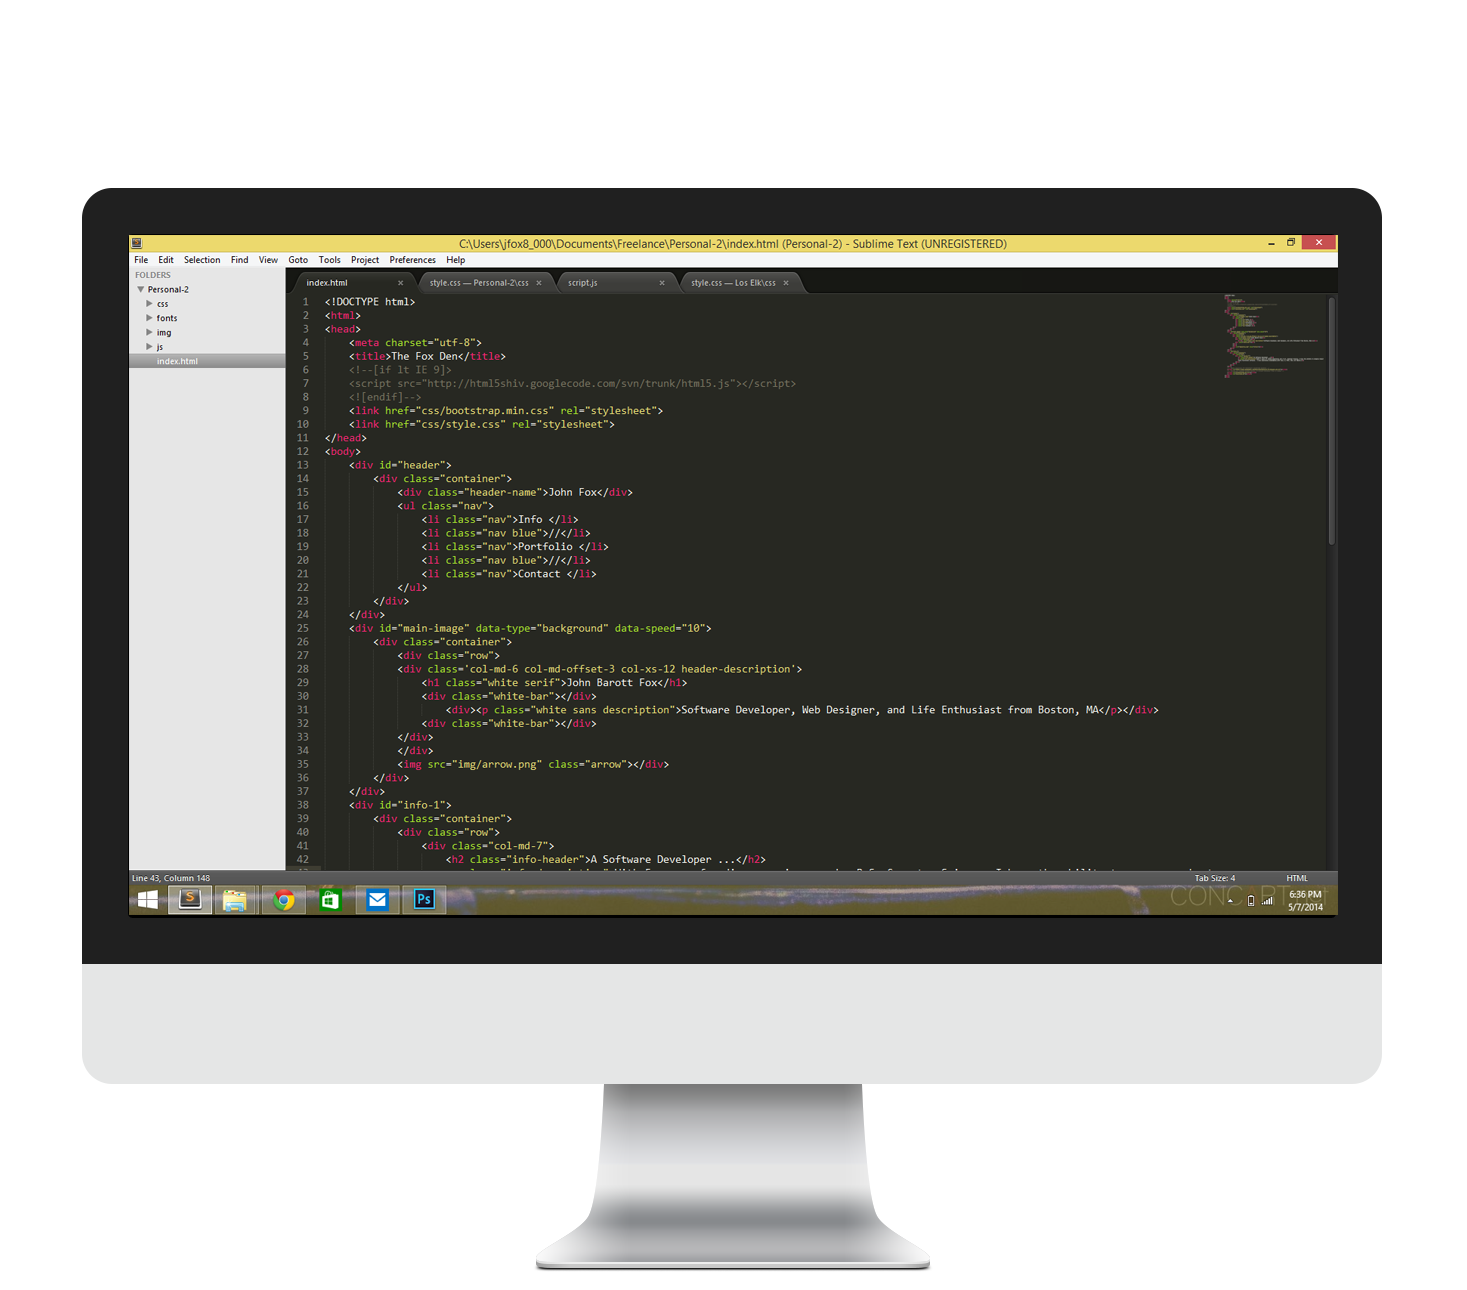 C:\Users\jfox8_000\Documents\Freelance\Personal-2\index.html (Personal-2) - Sublime Text (UNREGISTERED)
File Edit Selection Find View Goto Tools Project Preferences Help
FOLDERS
Personal-2
css
fonts
img
js
index.html
index.html × style.css — Personal-2\css × script.js × style.css — Los Elk\css ×
1 <!DOCTYPE html>
2 <html>
3 <head>
4 <meta charset="utf-8">
5 <title>The Fox Den</title>
6 <!--[if lt IE 9]>
7 <script src="http://html5shiv.googlecode.com/svn/trunk/html5.js"></script>
8 <![endif]-->
9 <link href="css/bootstrap.min.css" rel="stylesheet">
10 <link href="css/style.css" rel="stylesheet">
11 </head>
12 <body>
13 <div id="header">
14 <div class="container">
15 <div class="header-name">John Fox</div>
16 <ul class="nav">
17 <li class="nav">Info </li>
18 <li class="nav blue">//</li>
19 <li class="nav">Portfolio </li>
20 <li class="nav blue">//</li>
21 <li class="nav">Contact </li>
22 </ul>
23 </div>
24 </div>
25 <div id="main-image" data-type="background" data-speed="10">
26 <div class="container">
27 <div class="row">
28 <div class='col-md-6 col-md-offset-3 col-xs-12 header-description'>
29 <h1 class="white serif">John Barott Fox</h1>
30 <div class="white-bar"></div>
31 <div><p class="white sans description">Software Developer, Web Designer, and Life Enthusiast from Boston, MA</p></div>
32 <div class="white-bar"></div>
33 </div>
34 </div>
35 <img src="img/arrow.png" class="arrow"></div>
36 </div>
37 </div>
38 <div id="info-1">
39 <div class="container">
40 <div class="row">
41 <div class="col-md-7">
42 <h2 class="info-header">A Software Developer ...</h2>
Line 43, Column 148 Tab Size: 4 HTML
S Ps
6:36 PM
5/7/2014